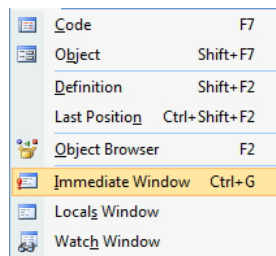 Code F7
Object Shift+F7
Definition Shift+F2
Last Position Ctrl+Shift+F2
Object Browser F2
Immediate Window Ctrl+G
Locals Window
Watch Window